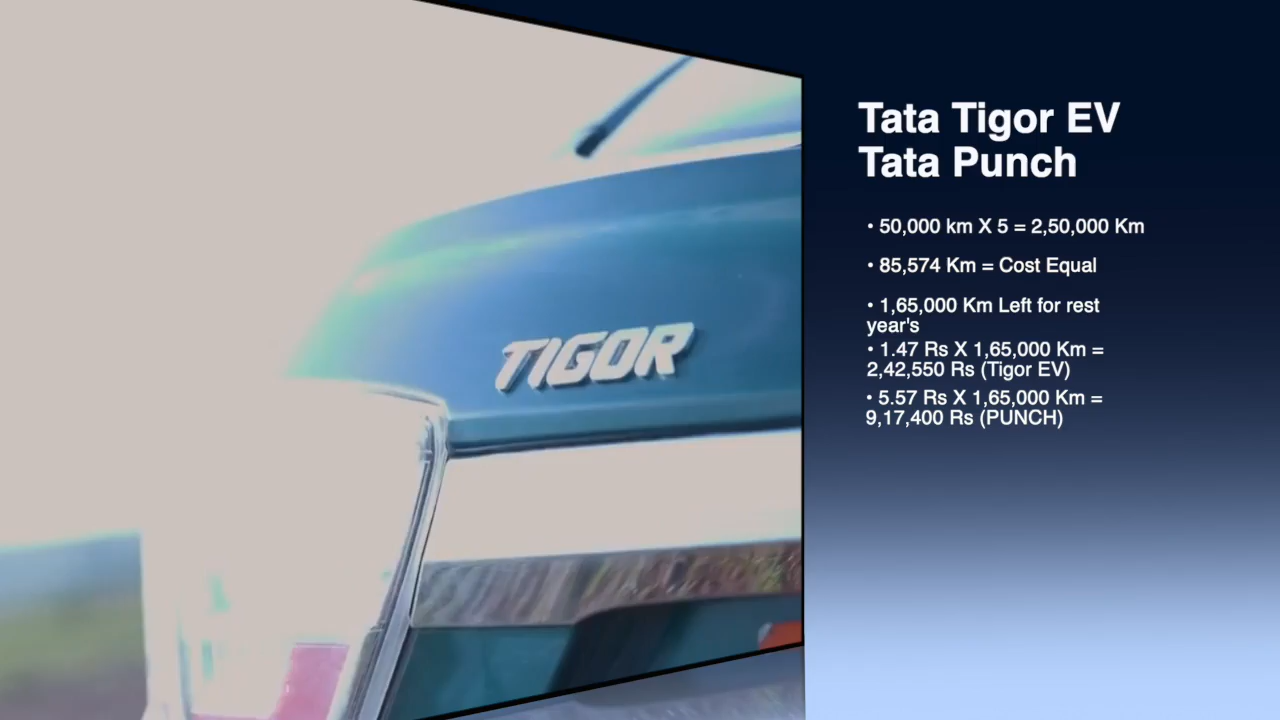 TIGOR
Tata Tigor EV
Tata Punch
• 50,000 km X 5 = 2,50,000 Km
• 85,574 Km = Cost Equal
• 1,65,000 Km Left for rest
year's
• 1.47 Rs X 1,65,000 Km =
2,42,550 Rs (Tigor EV)
• 5.57 Rs X 1,65,000 Km =
9,17,400 Rs (PUNCH)